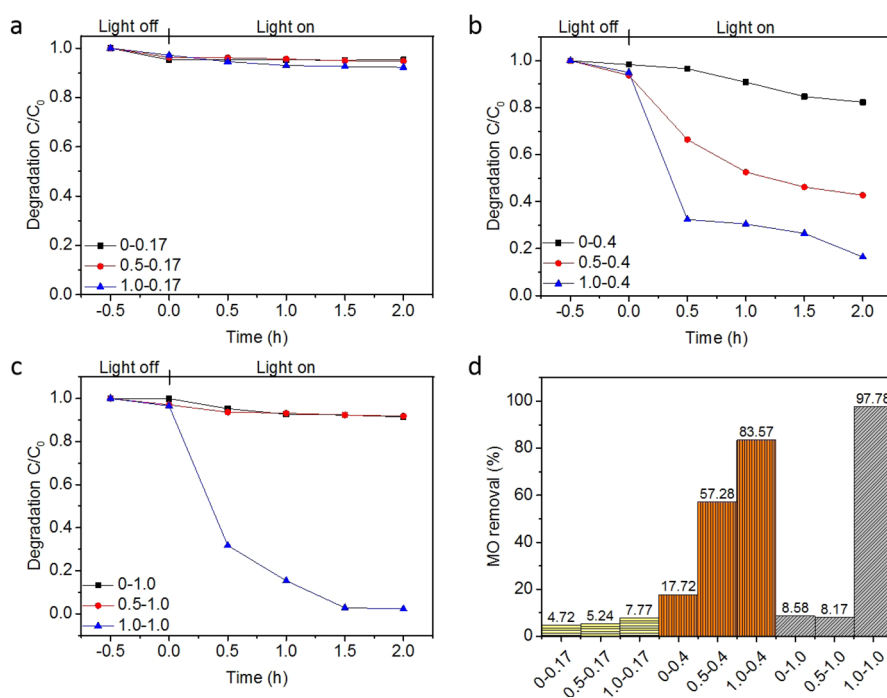 a
Light off
Light on
1.0
0.8
0.6
0.4
0.2
0.0
Degradation C/C0
0-0.17
0.5-0.17
1.0-0.17
-0.5 0.0 0.5 1.0 1.5 2.0
Time (h)
b
Light off
Light on
1.0
0.8
0.6
0.4
0.2
0.0
Degradation C/C0
0-0.4
0.5-0.4
1.0-0.4
-0.5 0.0 0.5 1.0 1.5 2.0
Time (h)
c
Light off
Light on
1.0
0.8
0.6
0.4
0.2
0.0
Degradation C/C0
0-1.0
0.5-1.0
1.0-1.0
-0.5 0.0 0.5 1.0 1.5 2.0
Time (h)
d
100
80
60
40
20
0
MO removal (%)
4.72
5.24
7.77
17.72
57.28
83.57
8.58
8.17
97.78
0-0.17
0.5-0.17
1.0-0.17
0-0.4
0.5-0.4
1.0-0.4
0-1.0
0.5-1.0
1.0-1.0